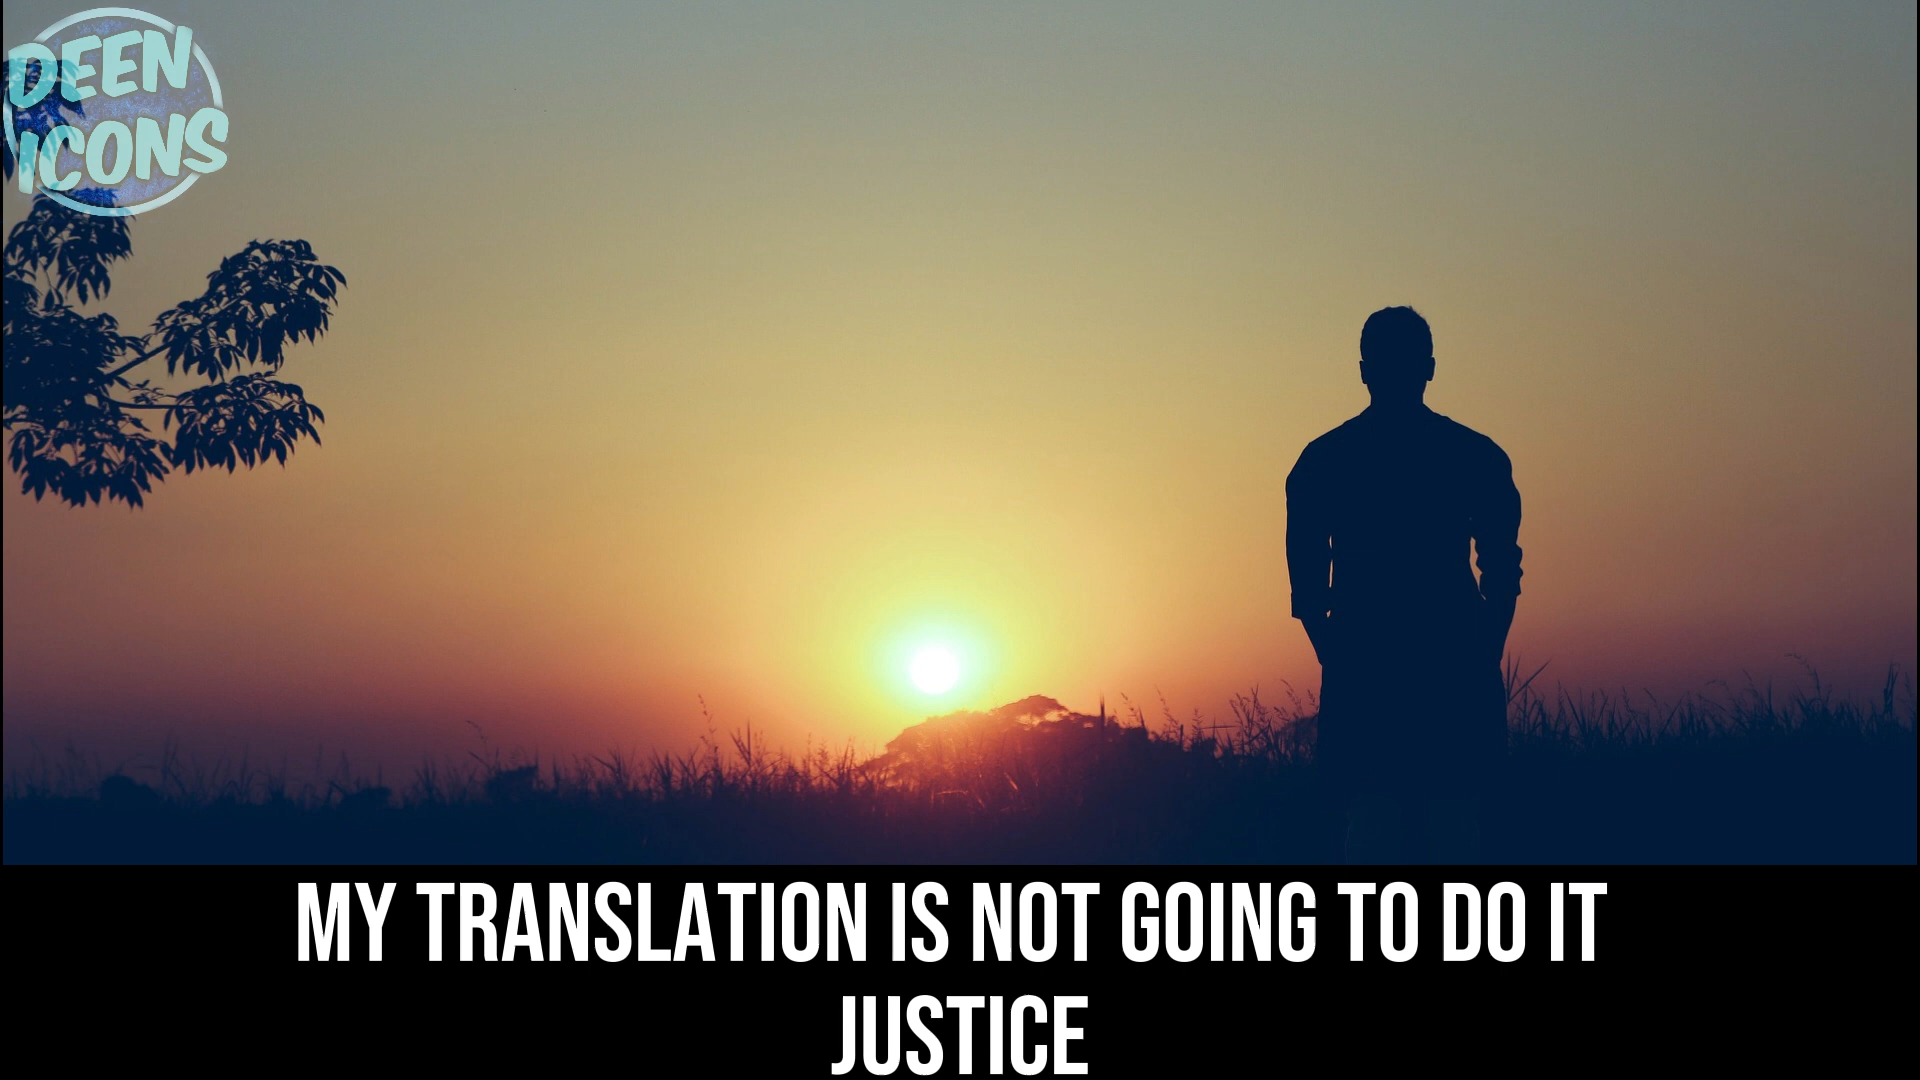 DEEN
ICONS
MY TRANSLATION IS NOT GOING TO DO IT
JUSTICE